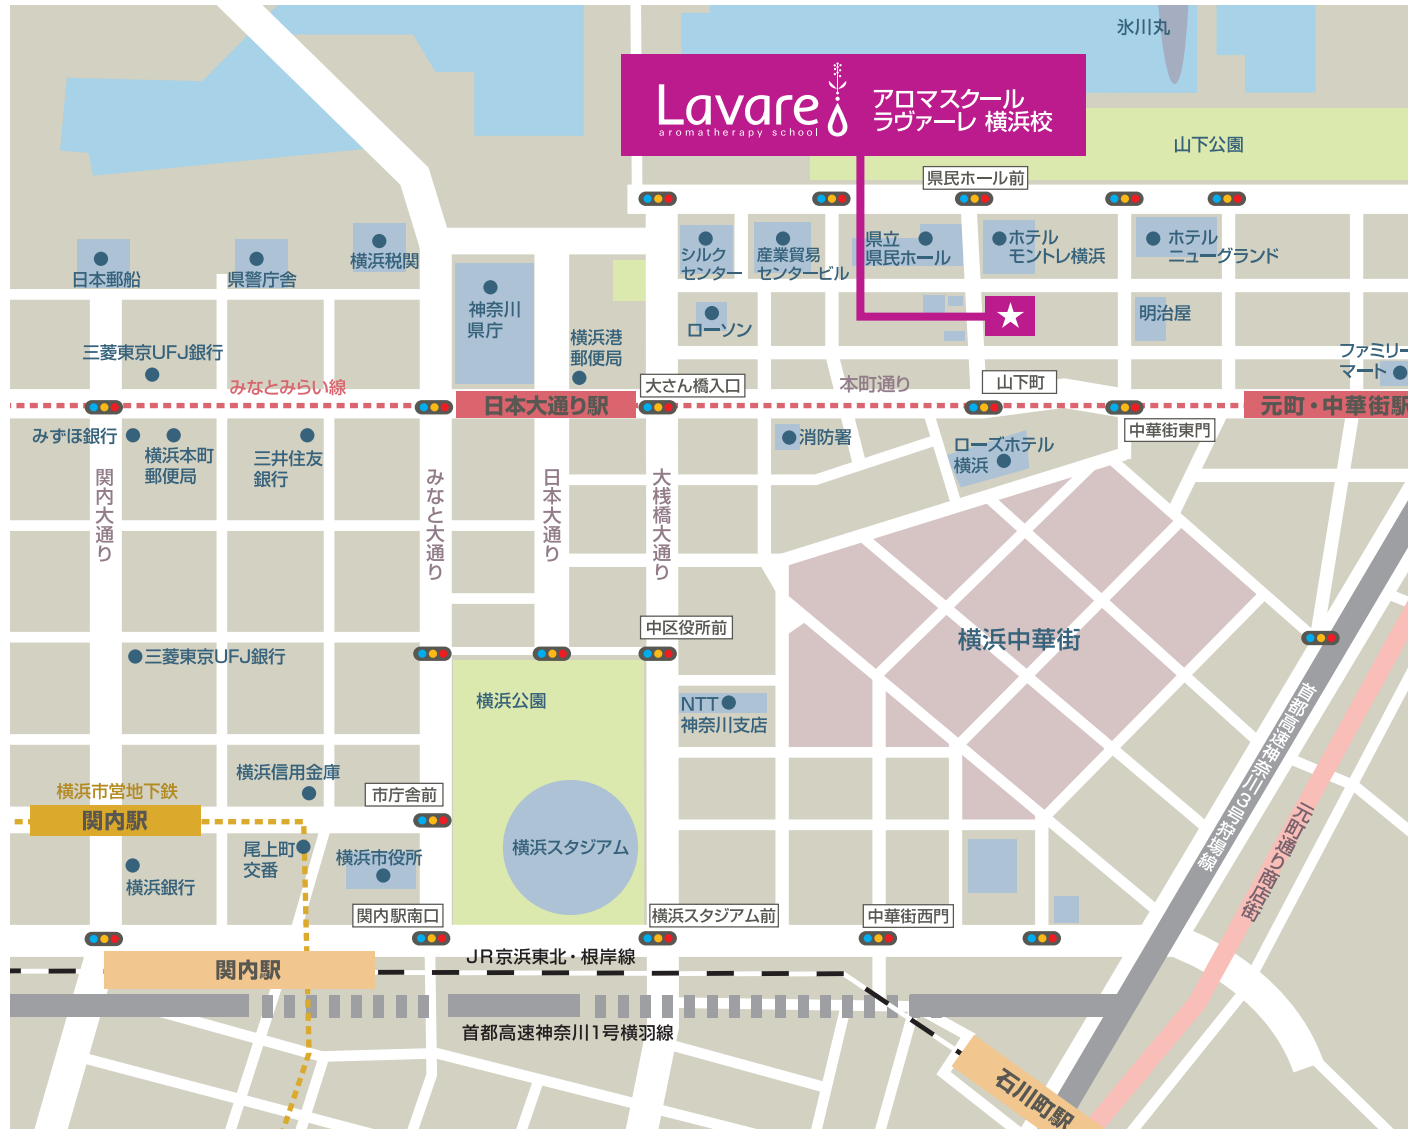 氷川丸
Lavare
aromatherapy school
アロマスクール
ラヴァーレ 横浜校
山下公園
県民ホール前
日本郵船
県警庁舎
横浜税関
神奈川
県庁
シルク
センター
産業貿易
センタービル
県立
県民ホール
ホテル
モントレ横浜
ホテル
ニューグランド
ローソン
明治屋
横浜港
郵便局
三菱東京UFJ銀行
ファミリー
マート
みなとみらい線
大さん橋入口
本町通り
山下町
日本大通り駅
元町・中華街駅
みずほ銀行
横浜本町
郵便局
三井住友
銀行
消防署
ローズホテル
横浜
中華街東門
関内大通り
みなと大通り
日本大通り
大桟橋大通り
中区役所前
横浜中華街
三菱東京UFJ銀行
横浜公園
NTT
神奈川支店
首都高速神奈川3号狩場線
元町通り商店街
横浜信用金庫
横浜市営地下鉄
関内駅
市庁舎前
尾上町
交番
横浜市役所
横浜スタジアム
横浜銀行
関内駅南口
横浜スタジアム前
中華街西門
関内駅
JR京浜東北・根岸線
首都高速神奈川1号横羽線
石川町駅